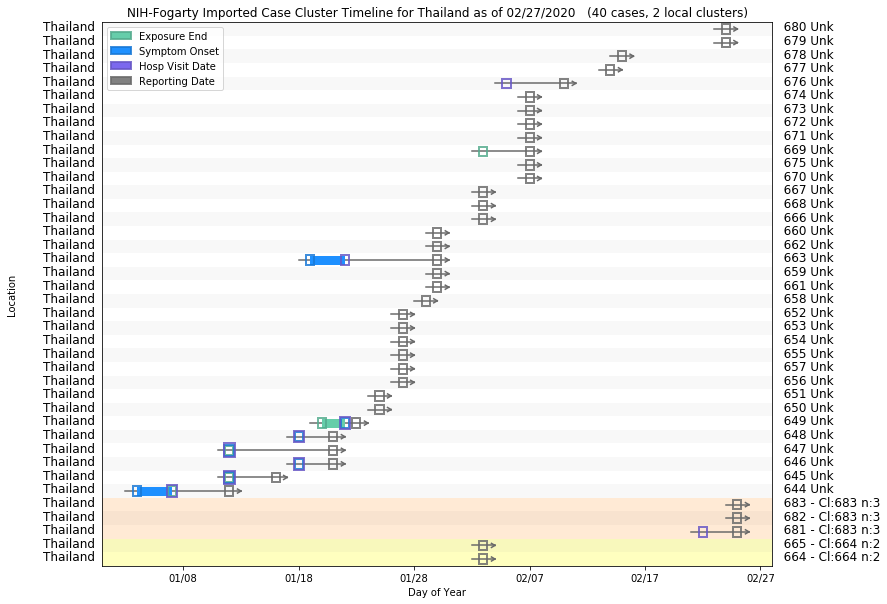 NIH-Fogarty Imported Case Cluster Timeline for Thailand as of 02/27/2020   (40 cases, 2 local clusters)
Exposure End
Symptom Onset
Hosp Visit Date
Reporting Date
Thailand 680 Unk
Thailand 679 Unk
Thailand 678 Unk
Thailand 677 Unk
Thailand 676 Unk
Thailand 674 Unk
Thailand 673 Unk
Thailand 672 Unk
Thailand 671 Unk
Thailand 669 Unk
Thailand 675 Unk
Thailand 670 Unk
Thailand 667 Unk
Thailand 668 Unk
Thailand 666 Unk
Thailand 660 Unk
Thailand 662 Unk
Thailand 663 Unk
Thailand 659 Unk
Thailand 661 Unk
Thailand 658 Unk
Thailand 652 Unk
Thailand 653 Unk
Thailand 654 Unk
Thailand 655 Unk
Thailand 657 Unk
Thailand 656 Unk
Thailand 651 Unk
Thailand 650 Unk
Thailand 649 Unk
Thailand 648 Unk
Thailand 647 Unk
Thailand 646 Unk
Thailand 645 Unk
Thailand 644 Unk
Thailand 683 - Cl:683 n:3
Thailand 682 - Cl:683 n:3
Thailand 681 - Cl:683 n:3
Thailand 665 - Cl:664 n:2
Thailand 664 - Cl:664 n:2
Location
01/08 01/18 01/28 02/07 02/17 02/27
Day of Year